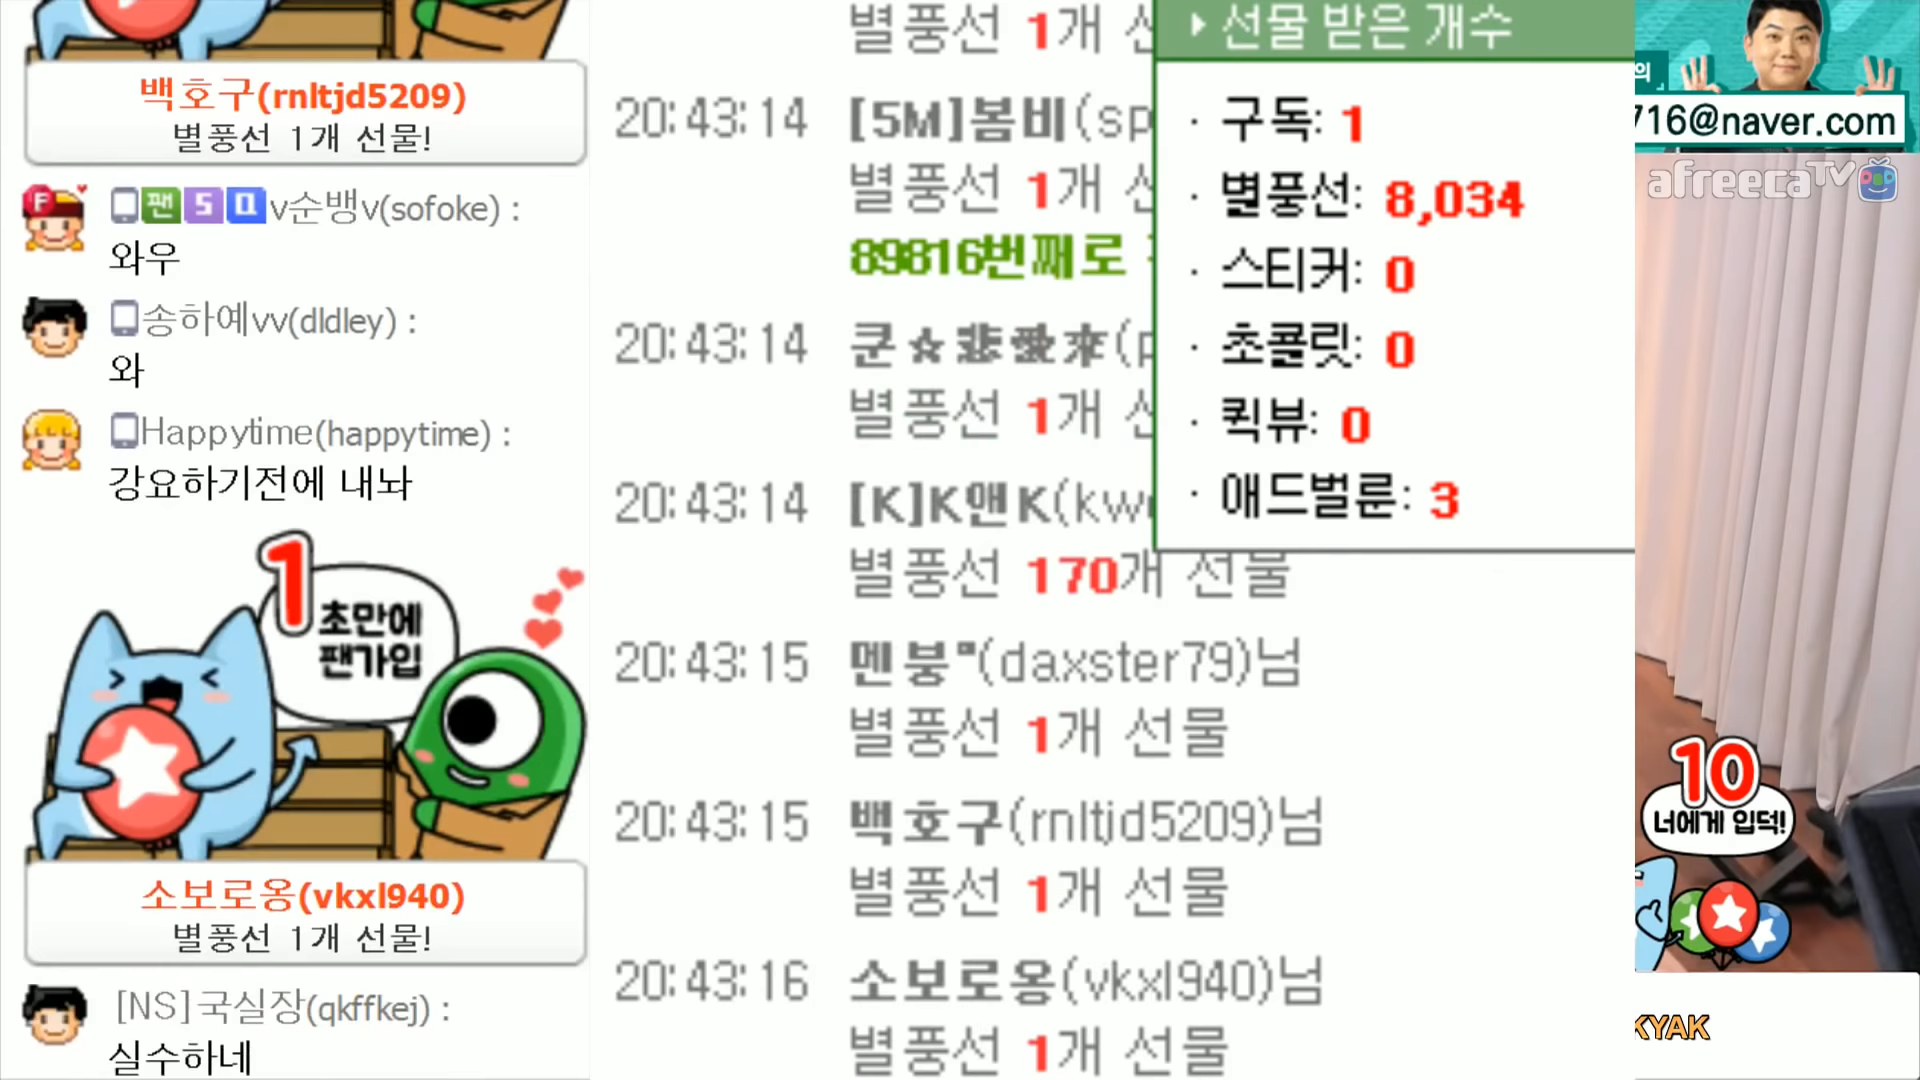 백호구(rnltjd5209)
별풍선 1개 선물!
팬 S Q v순뱅v(sofoke) :
와우
송하예vv(dldley) :
와
Happytime(happytime) :
강요하기전에 내놔
1
초만에
팬가입
소보로옹(vkxl940)
별풍선 1개 선물!
[NS]국실장(qkffkej) :
실수하네
별풍선 1개
20:43:14 [5M]봄비(sp
별풍선 1개
89816번째로
20:43:14 쿤☆悲愛
별풍선 1개
20:43:14 [K]K앤K(kw
별풍선 170개 선물
20:43:15 멘붕"(daxster79)님
별풍선 1개 선물
20:43:15 백호구(rnltjd5209)님
별풍선 1개 선물
20:43:16 소보로옹(vkxl940)님
별풍선 1개 선물
선물 받은 개수
· 구독: 1
· 별풍선: 8,034
· 스티커: 0
· 초콜릿: 0
· 퀵뷰: 0
· 애드벌룬: 3
의
716@naver.com
afreecaTV
10
너에게 입덕!
KYAK